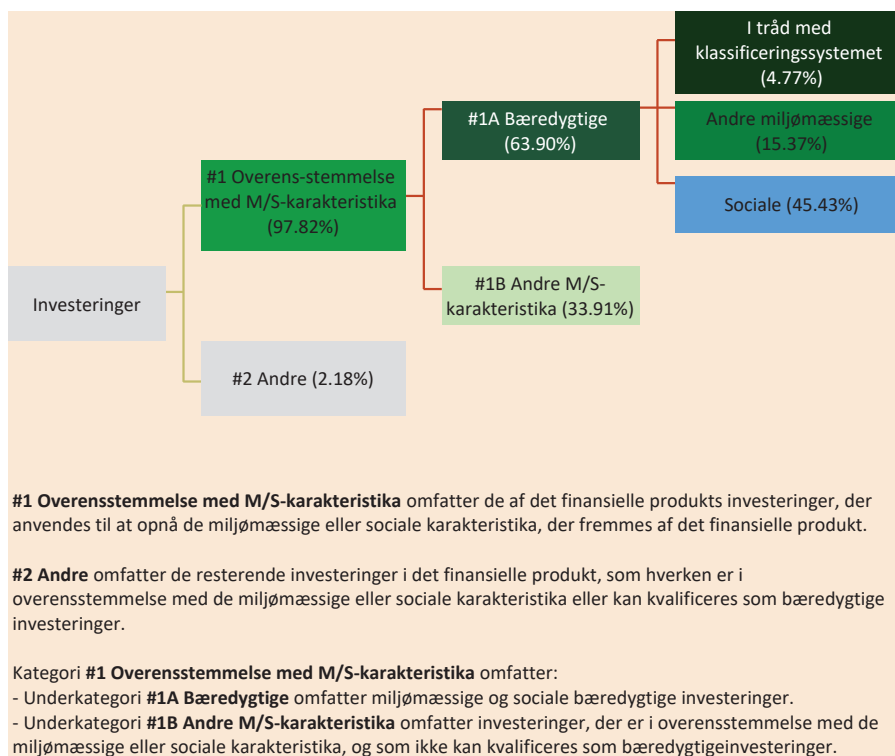 I tråd med
klassificeringssystemet
(4.77%)
#1A Bæredygtige
(63.90%)
Andre miljømæssige
(15.37%)
#1 Overens-stemmelse
med M/S-karakteristika
(97.82%)
Sociale (45.43%)
Investeringer
#1B Andre M/S-
karakteristika (33.91%)
#2 Andre (2.18%)
#1 Overensstemmelse med M/S-karakteristika omfatter de af det finansielle produkts investeringer, der
anvendes til at opnå de miljømæssige eller sociale karakteristika, der fremmes af det finansielle produkt.
#2 Andre omfatter de resterende investeringer i det finansielle produkt, som hverken er i
overensstemmelse med de miljømæssige eller sociale karakteristika eller kan kvalificeres som bæredygtige
investeringer.
Kategori #1 Overensstemmelse med M/S-karakteristika omfatter:
- Underkategori #1A Bæredygtige omfatter miljømæssige og sociale bæredygtige investeringer.
- Underkategori #1B Andre M/S-karakteristika omfatter investeringer, der er i overensstemmelse med de
miljømæssige eller sociale karakteristika, og som ikke kan kvalificeres som bæredygtigeinvesteringer.